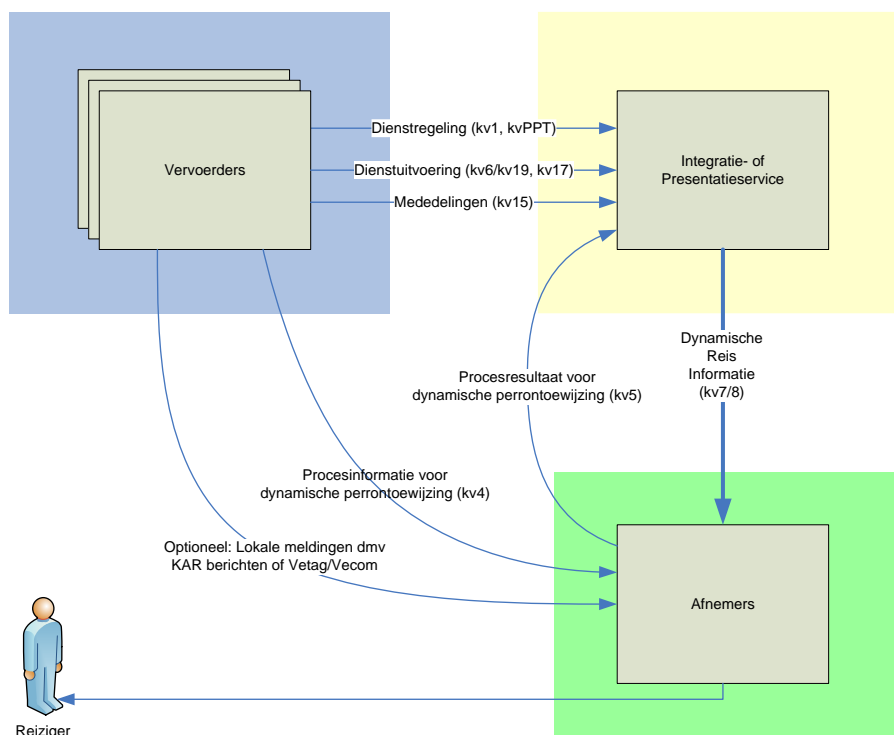 Dienstregeling (kv1, kvPPT)
Vervoerders
Dienstuitvoering (kv6/kv19, kv17)
Integratie- of
Presentatieservice
Mededelingen (kv15)
Dynamische
Reis
Informatie
(kv7/8)
Procesresultaat voor
dynamische perrontoewijzing (kv5)
Procesinformatie voor
dynamische perrontoewijzing (kv4)
Optioneel: Lokale meldingen dmv
KAR berichten of Vetag/Vecom
Afnemers
Reiziger